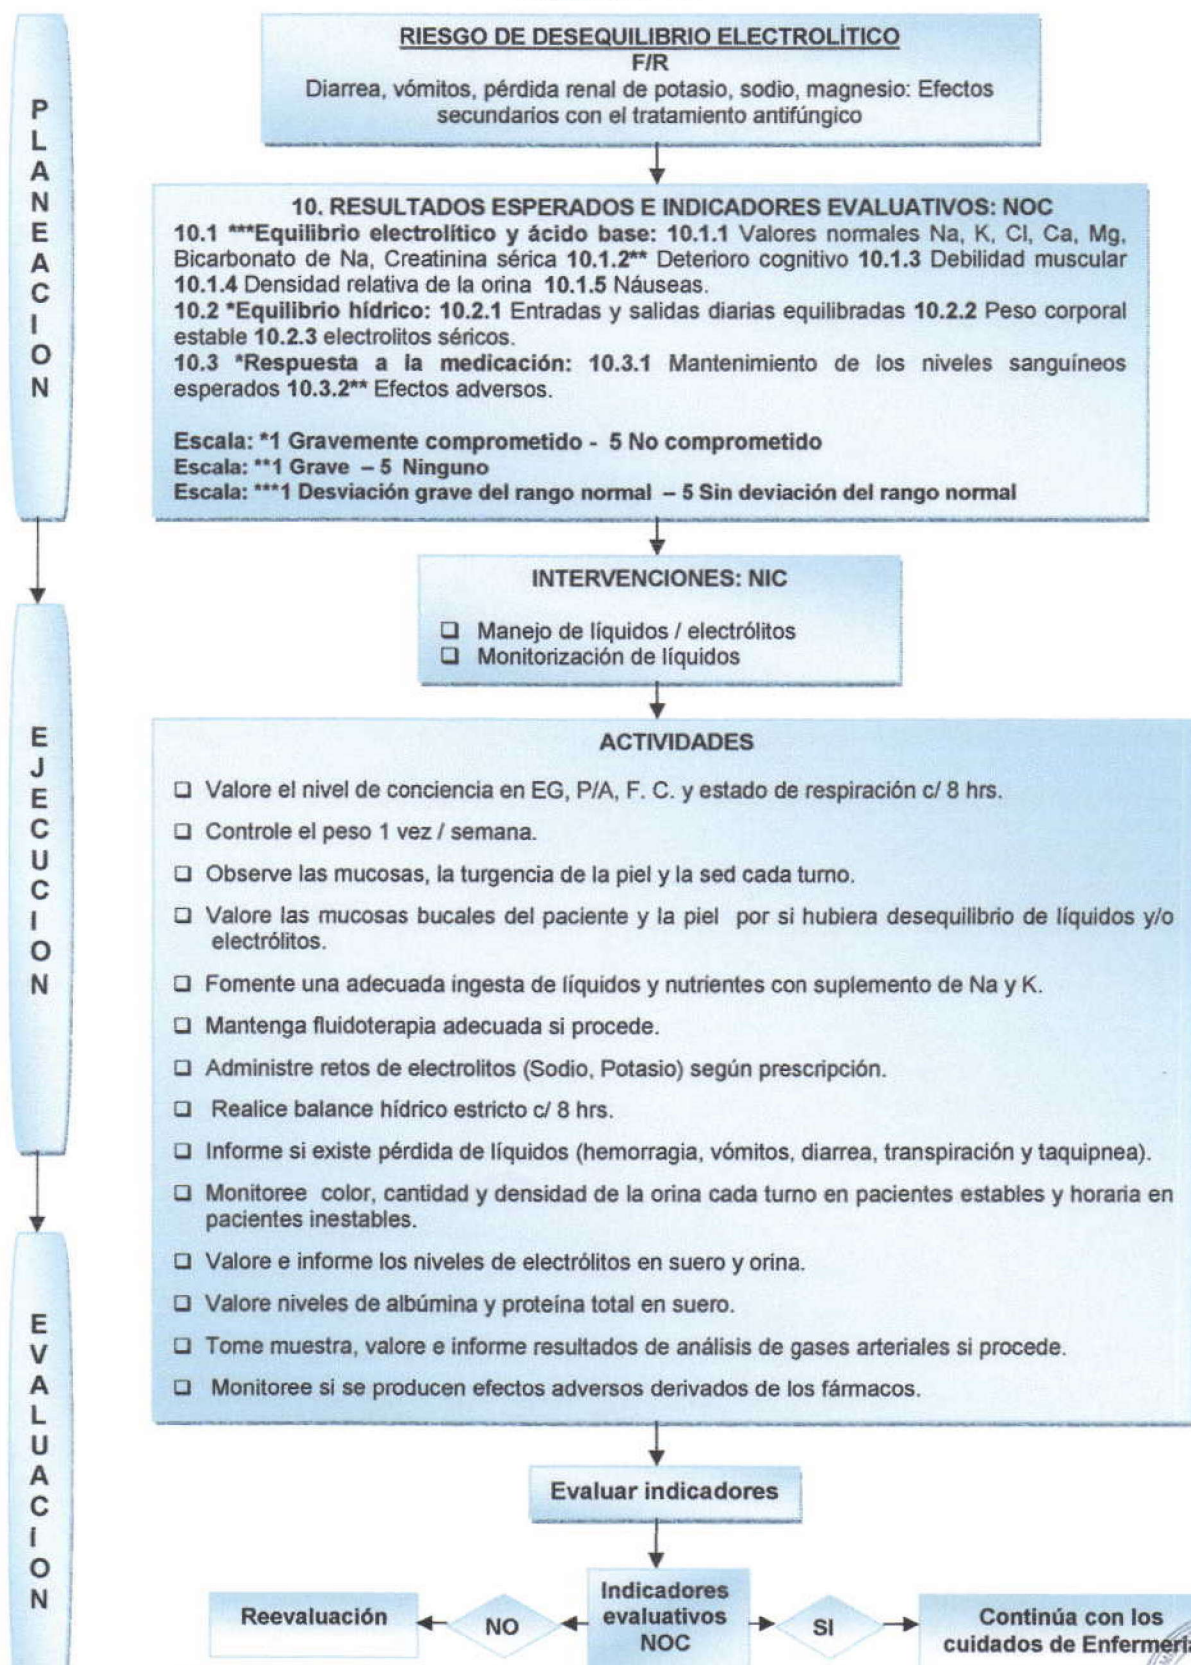 PLANEACION
RIESGO DE DESEQUILIBRIO ELECTROLÍTICO
F/R
Diarrea, vómitos, pérdida renal de potasio, sodio, magnesio: Efectos
secundarios con el tratamiento antifúngico
10. RESULTADOS ESPERADOS E INDICADORES EVALUATIVOS: NOC
10.1 ***Equilibrio electrolítico y ácido base: 10.1.1 Valores normales Na, K, Cl, Ca, Mg,
Bicarbonato de Na, Creatinina sérica 10.1.2** Deterioro cognitivo 10.1.3 Debilidad muscular
10.1.4 Densidad relativa de la orina 10.1.5 Náuseas.
10.2 *Equilibrio hídrico: 10.2.1 Entradas y salidas diarias equilibradas 10.2.2 Peso corporal
estable 10.2.3 electrolitos séricos.
10.3 *Respuesta a la medicación: 10.3.1 Mantenimiento de los niveles sanguíneos
esperados 10.3.2** Efectos adversos.
Escala: *1 Gravemente comprometido - 5 No comprometido
Escala: **1 Grave – 5 Ninguno
Escala: ***1 Desviación grave del rango normal – 5 Sin deviación del rango normal
EJECUCION
INTERVENCIONES: NIC
❑ Manejo de líquidos / electrólitos
❑ Monitorización de líquidos
ACTIVIDADES
❑ Valore el nivel de conciencia en EG, P/A, F. C. y estado de respiración c/ 8 hrs.
❑ Controle el peso 1 vez / semana.
❑ Observe las mucosas, la turgencia de la piel y la sed cada turno.
❑ Valore las mucosas bucales del paciente y la piel por si hubiera desequilibrio de líquidos y/o
electrólitos.
❑ Fomente una adecuada ingesta de líquidos y nutrientes con suplemento de Na y K.
❑ Mantenga fluidoterapia adecuada si procede.
❑ Administre retos de electrolitos (Sodio, Potasio) según prescripción.
❑ Realice balance hídrico estricto c/ 8 hrs.
❑ Informe si existe pérdida de líquidos (hemorragia, vómitos, diarrea, transpiración y taquipnea).
❑ Monitoree color, cantidad y densidad de la orina cada turno en pacientes estables y horaria en
pacientes inestables.
❑ Valore e informe los niveles de electrólitos en suero y orina.
❑ Valore niveles de albúmina y proteína total en suero.
❑ Tome muestra, valore e informe resultados de análisis de gases arteriales si procede.
❑ Monitoree si se producen efectos adversos derivados de los fármacos.
EVALUACION
Evaluar indicadores
Reevaluación
NO
Indicadores
evaluativos
NOC
SI
Continúa con los
cuidados de Enfermería